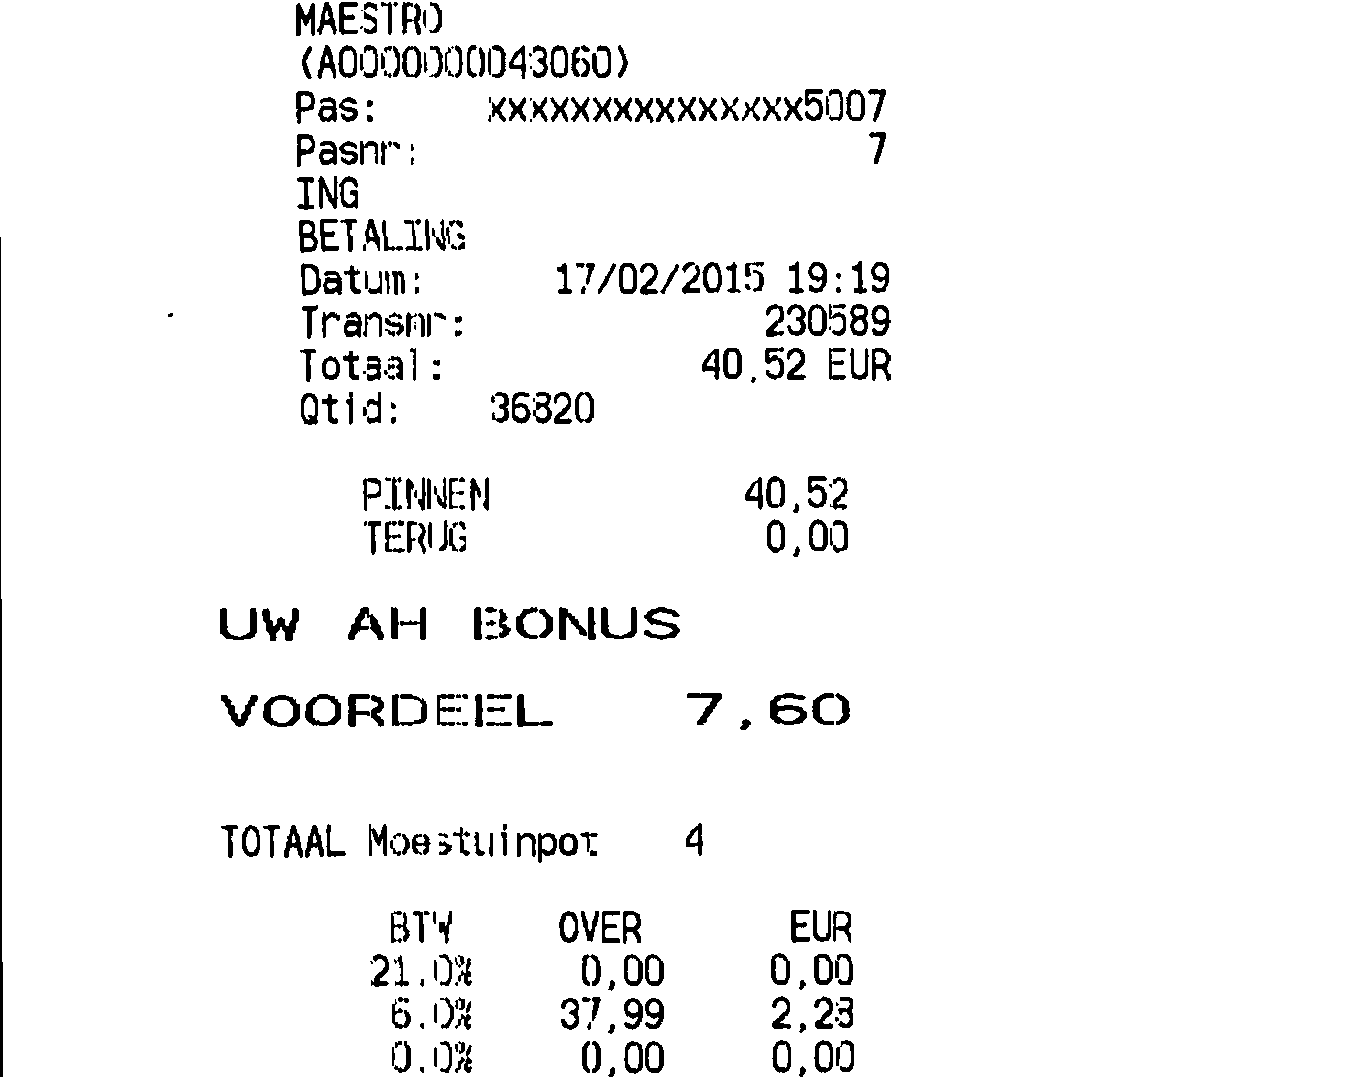 MAESTRO
(A0000000043060)
Pas: xxxxxxxxxxxxxxx5007
Pasnr: 7
ING
BETALING
Datum: 17/02/2015 19:19
Transnr: 230589
Totaal: 40,52 EUR
Qtid: 36820
PINNEN 40,52
TERUG 0,00
UW AH BONUS
VOORDEEL 7,60
TOTAAL Moestuinpot 4
BTW OVER EUR
21.0% 0,00 0,00
6.0% 37,99 2,28
0.0% 0,00 0,00